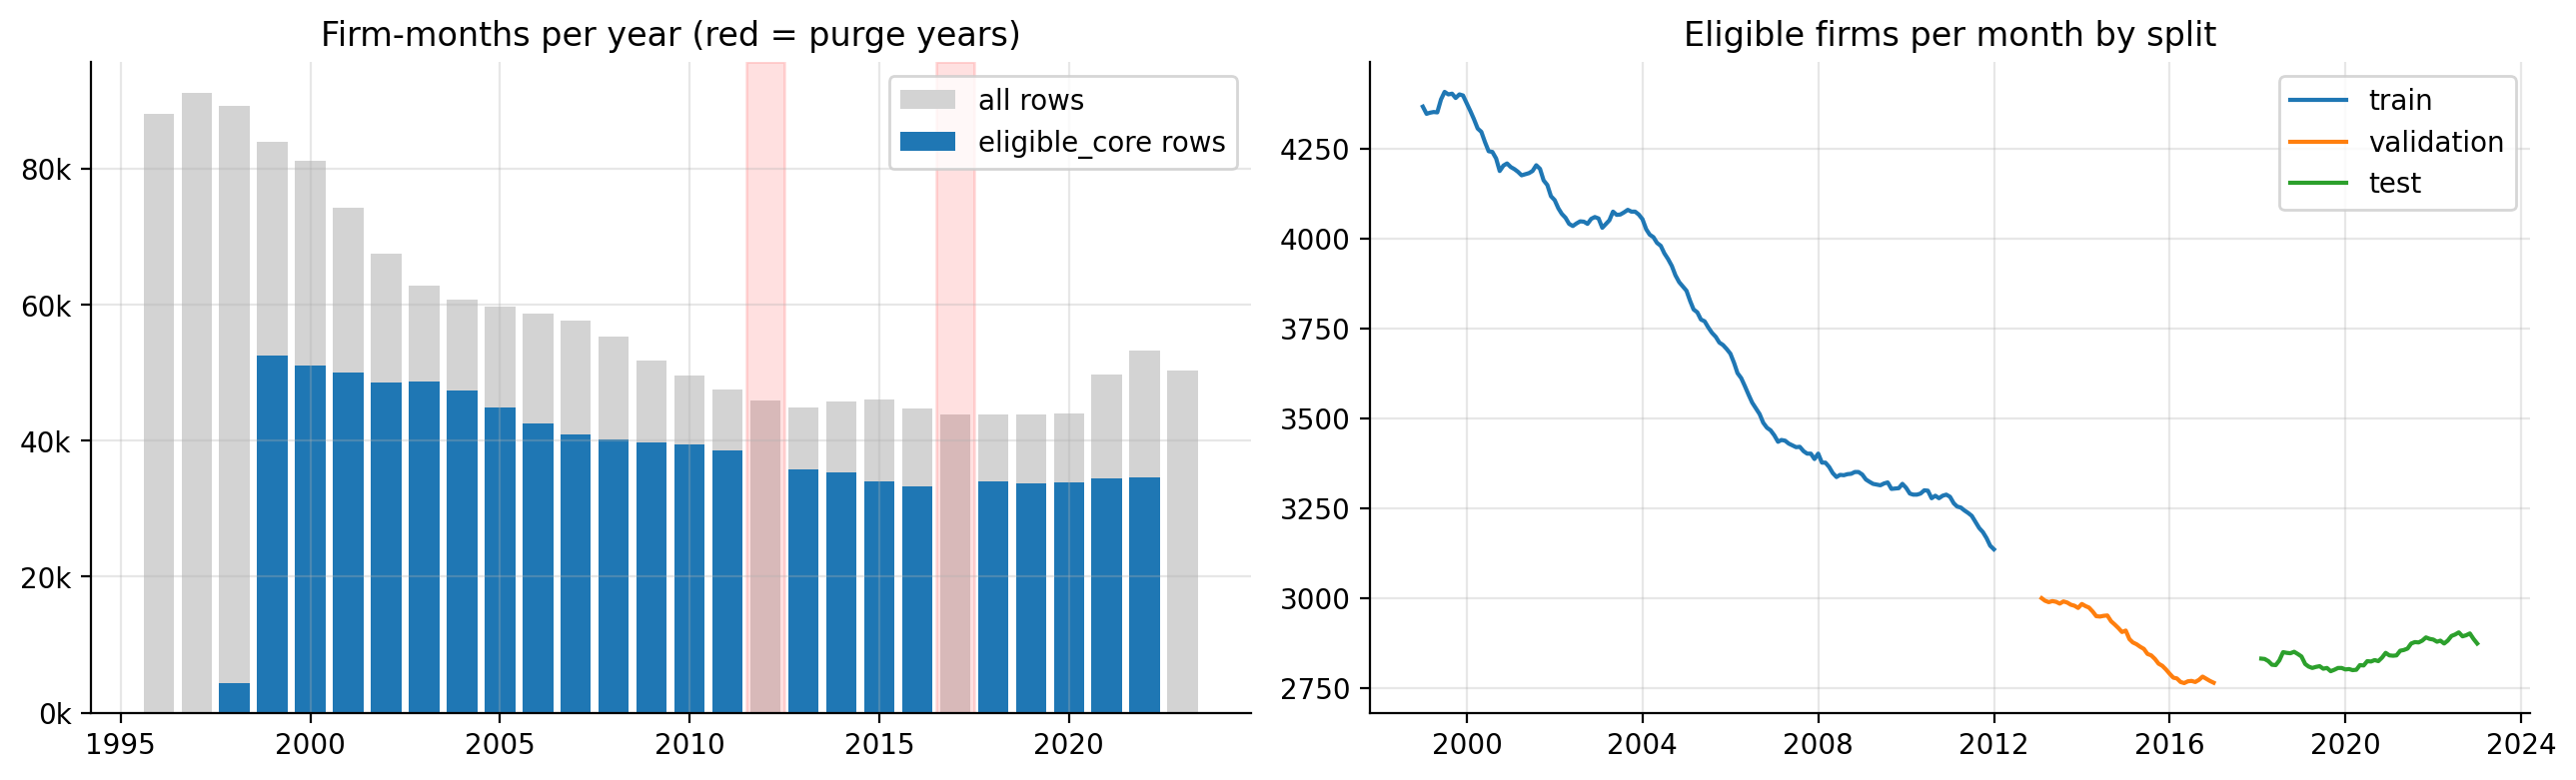 Firm-months per year (red = purge years)
all rows
eligible_core rows
80k
60k
40k
20k
0k
1995
2000
2005
2010
2015
2020
Eligible firms per month by split
train
validation
test
4250
4000
3750
3500
3250
3000
2750
2000
2004
2008
2012
2016
2020
2024